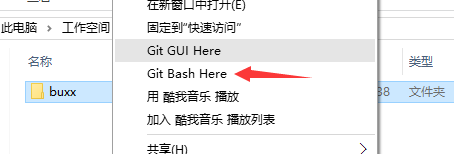 在新窗口中打开(E)
此电脑 › 工作空间
固定到"快速访问"
Git GUI Here
名称
类型
Git Bash Here
buxx
38 文件夹
用 酷我音乐 播放
加入 酷我音乐 播放列表
共享(H)